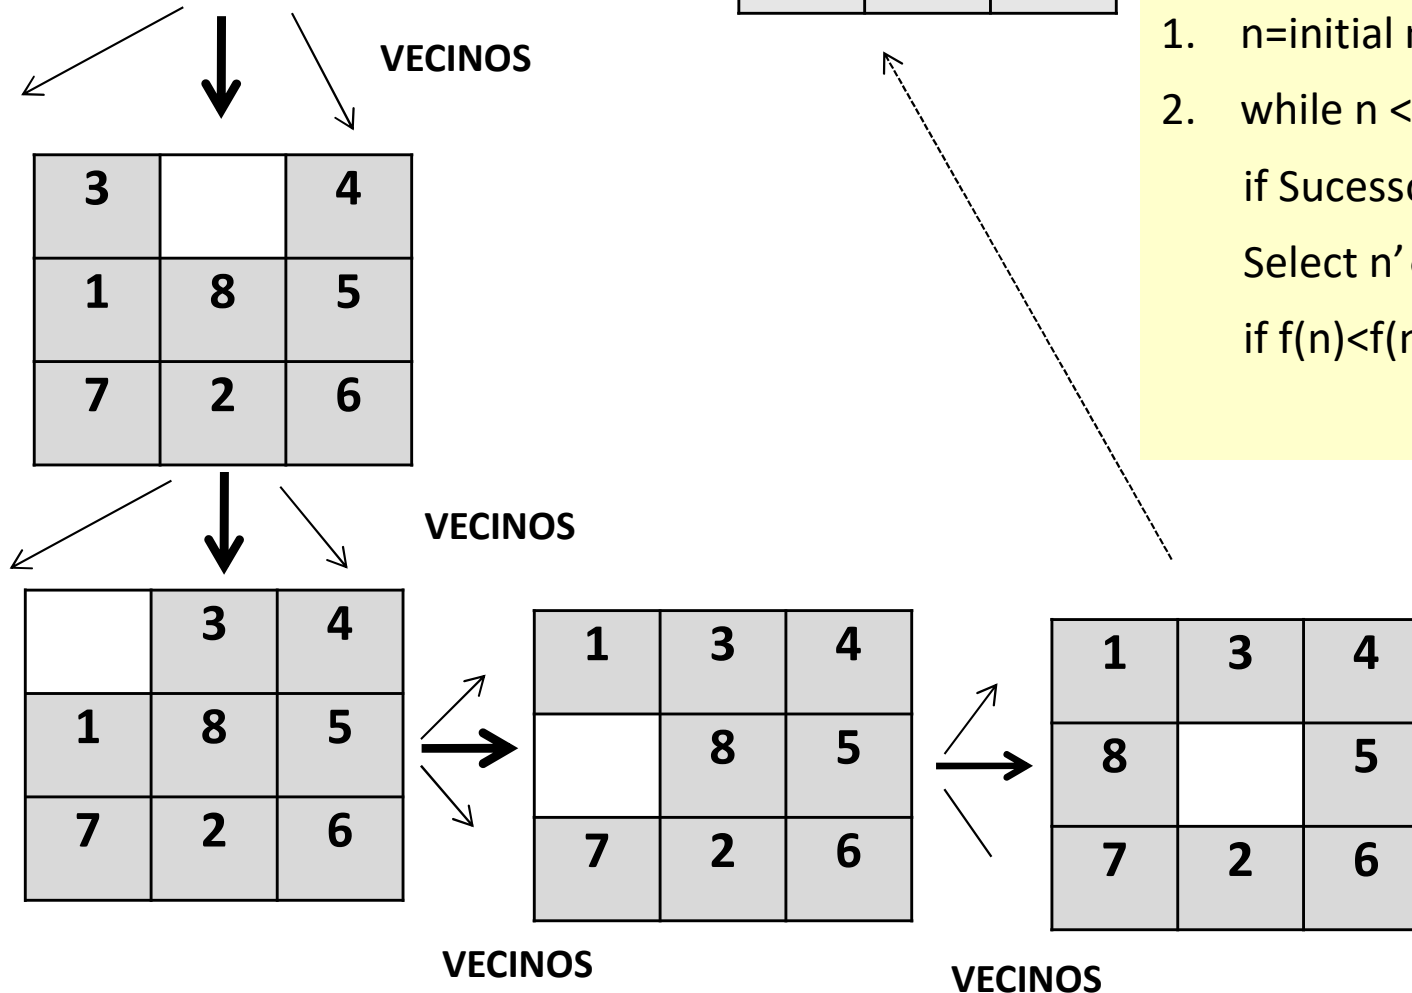 VECINOS
1. n=initial
2. while n <
if
Select n'
if f(n)
3 4
1 8 5
7 2 6
VECINOS
3 4
1 8 5
7 2 6
1 3 4
8 5
7 2 6
1 3 4
8 5
7 2 6
VECINOS
VECINOS